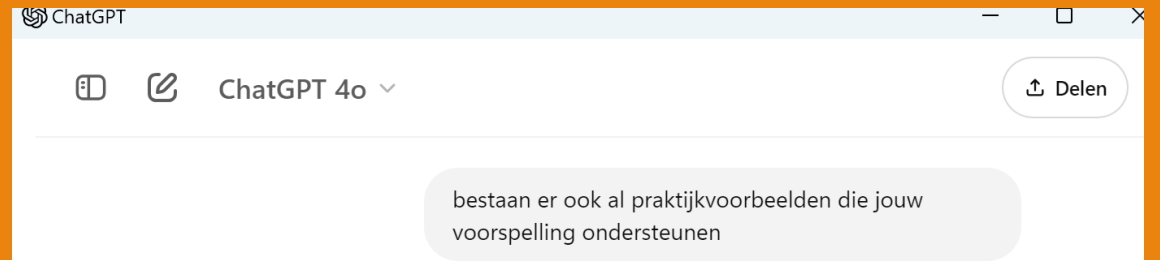 ChatGPT
ChatGPT 4o
Delen
bestaan er ook al praktijkvoorbeelden die jouw
voorspelling ondersteunen